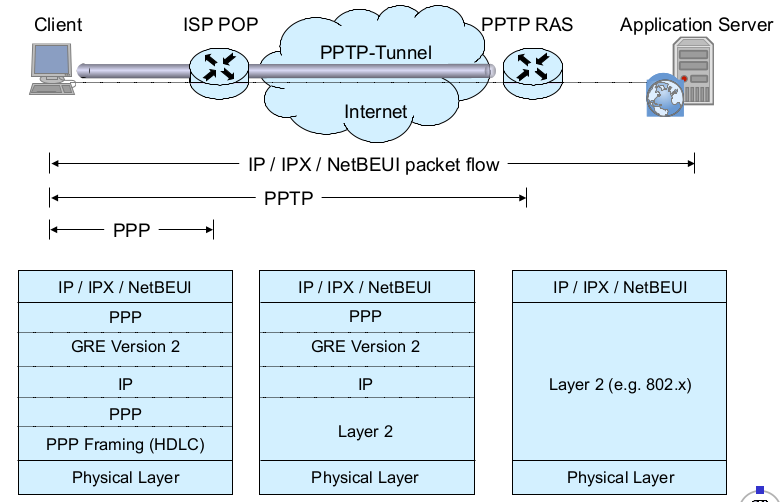 Client
ISP POP
PPTP RAS
Application Server
PPTP-Tunnel
Internet
IP / IPX / NetBEUI packet flow
PPTP
PPP
IP / IPX / NetBEUI
PPP
GRE Version 2
IP
PPP
PPP Framing (HDLC)
Physical Layer
IP / IPX / NetBEUI
PPP
GRE Version 2
IP
Layer 2
Physical Layer
IP / IPX / NetBEUI
Layer 2 (e.g. 802.x)
Physical Layer